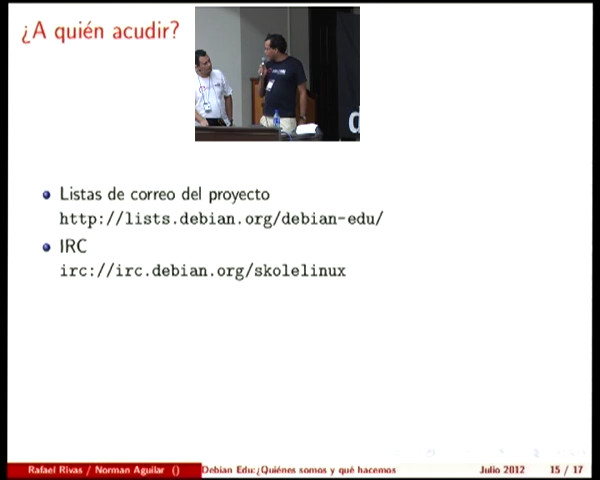 ¿A quién acudir?
Listas de correo del proyecto
http://lists.debian.org/debian-edu/
IRC
irc://irc.debian.org/skolelinux
Rafael Rivas / Norman Aguilar () Debian Edu:¿Quiénes somos y qué hacemos Julio 2012 15 / 17